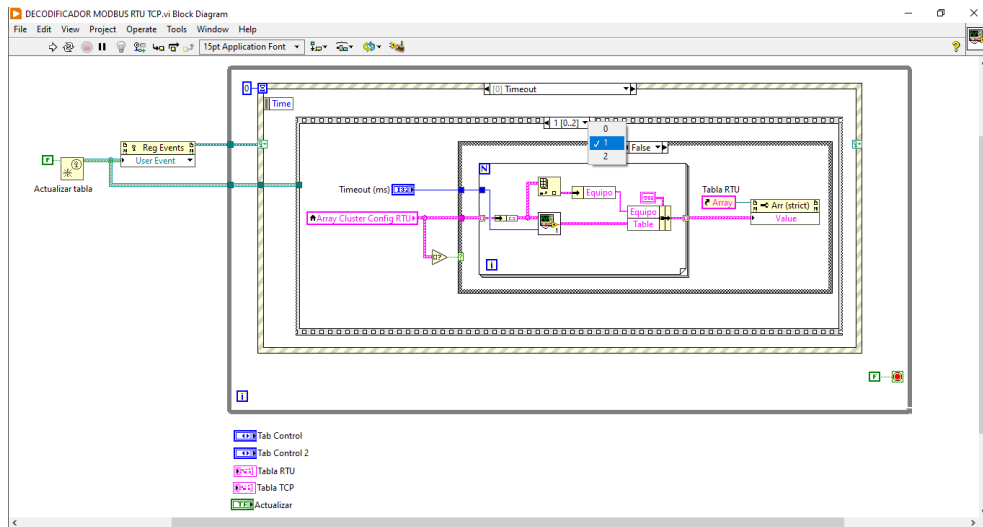 DECODIFICADOR MODBUS RTU TCP.vi Block Diagram
File Edit View Project Operate Tools Window Help
15pt Application Font
0
[0] Timeout
Time
1 [0..2]
0
1
2
False
Reg Events
User Event
F
Actualizar tabla
N
Timeout (ms)
I32
Equipo
Tabla RTU
Array
Arr (strict)
Value
Array Cluster Config RTU
Equipo
Table
1
i
F
i
Tab Control
Tab Control 2
Tabla RTU
Tabla TCP
TF
Actualizar